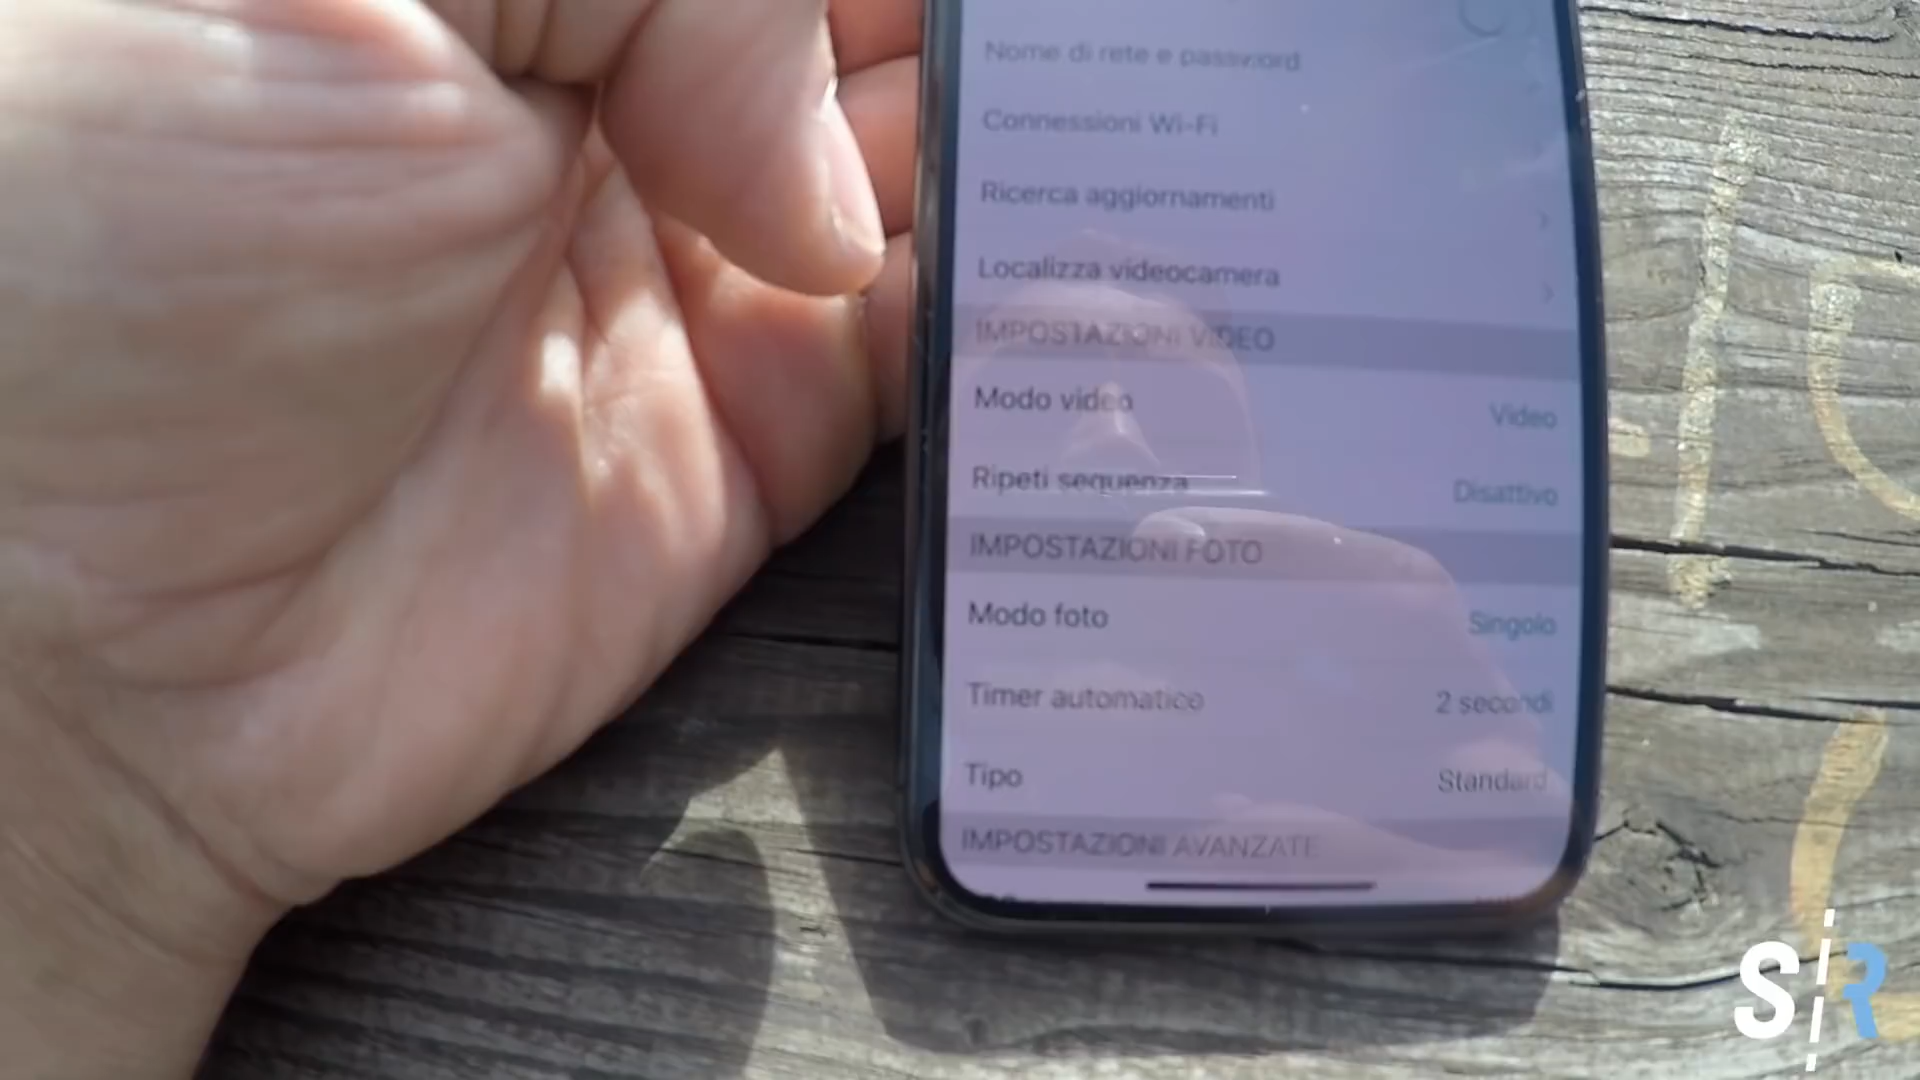 Nome di rete e password
Connessioni Wi-Fi
Ricerca aggiornamenti
Localizza videocamera
IMPOSTAZIONI VIDEO
Modo video Video
Ripeti sequenza Disattivo
IMPOSTAZIONI FOTO
Modo foto Singolo
Timer automatico 2 secondi
Tipo Standard
IMPOSTAZIONI AVANZATE
S R